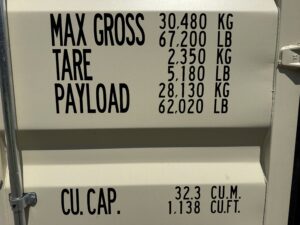 MAX GROSS 30,480 KG
67,200 LB
TARE 2,350 KG
5,180 LB
PAYLOAD 28,130 KG
62,020 LB
CU. CAP. 32.3 CU.M.
1,138 CU.FT.